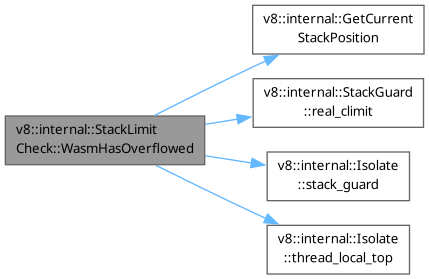 v8::internal::GetCurrent
StackPosition
v8::internal::StackGuard
::real_climit
v8::internal::StackLimit
Check::WasmHasOverflowed
v8::internal::Isolate
::stack_guard
v8::internal::Isolate
::thread_local_top